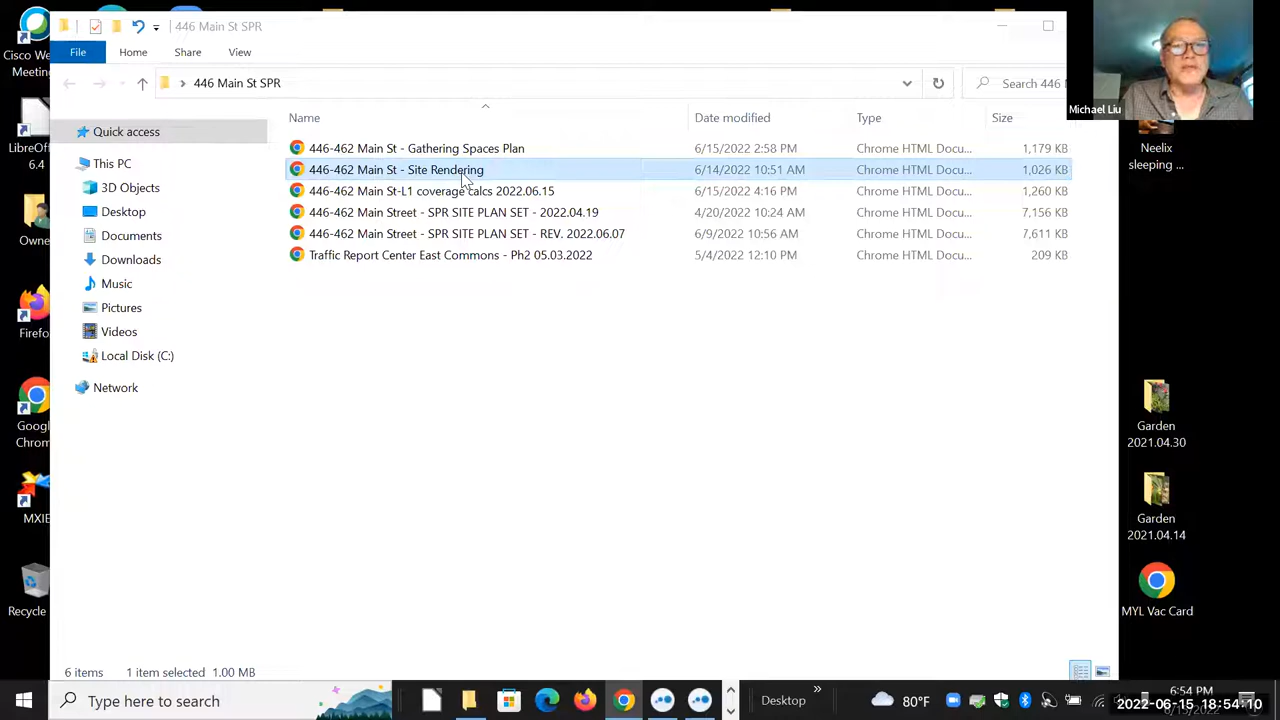 446 Main St SPR
File Home Share View
446 Main St SPR
Search 446
Michael Liu
Name Date modified Type Size
446-462 Main St - Gathering Spaces Plan 6/15/2022 2:58 PM Chrome HTML Docu... 1,179 KB
446-462 Main St - Site Rendering 6/14/2022 10:51 AM Chrome HTML Docu... 1,026 KB
446-462 Main St-L1 coverage calcs 2022.06.15 6/15/2022 4:16 PM Chrome HTML Docu... 1,260 KB
446-462 Main Street - SPR SITE PLAN SET - 2022.04.19 4/20/2022 10:24 AM Chrome HTML Docu... 7,156 KB
446-462 Main Street - SPR SITE PLAN SET - REV. 2022.06.07 6/9/2022 10:56 AM Chrome HTML Docu... 7,611 KB
Traffic Report Center East Commons - Ph2 05.03.2022 5/4/2022 12:10 PM Chrome HTML Docu... 209 KB
Quick access
This PC
3D Objects
Desktop
Documents
Downloads
Music
Pictures
Videos
Local Disk (C:)
Network
Cisco We
Meeting
6.4
Owne
Firefo
Goog
Chrom
MXIE
Recycle
Neelix
sleeping ...
Garden
2021.04.30
Garden
2021.04.14
MYL Vac Card
6 items 1 item selected 1.00 MB
Type here to search
Desktop
80°F
6:54 PM
2022-06-15 18:54:10